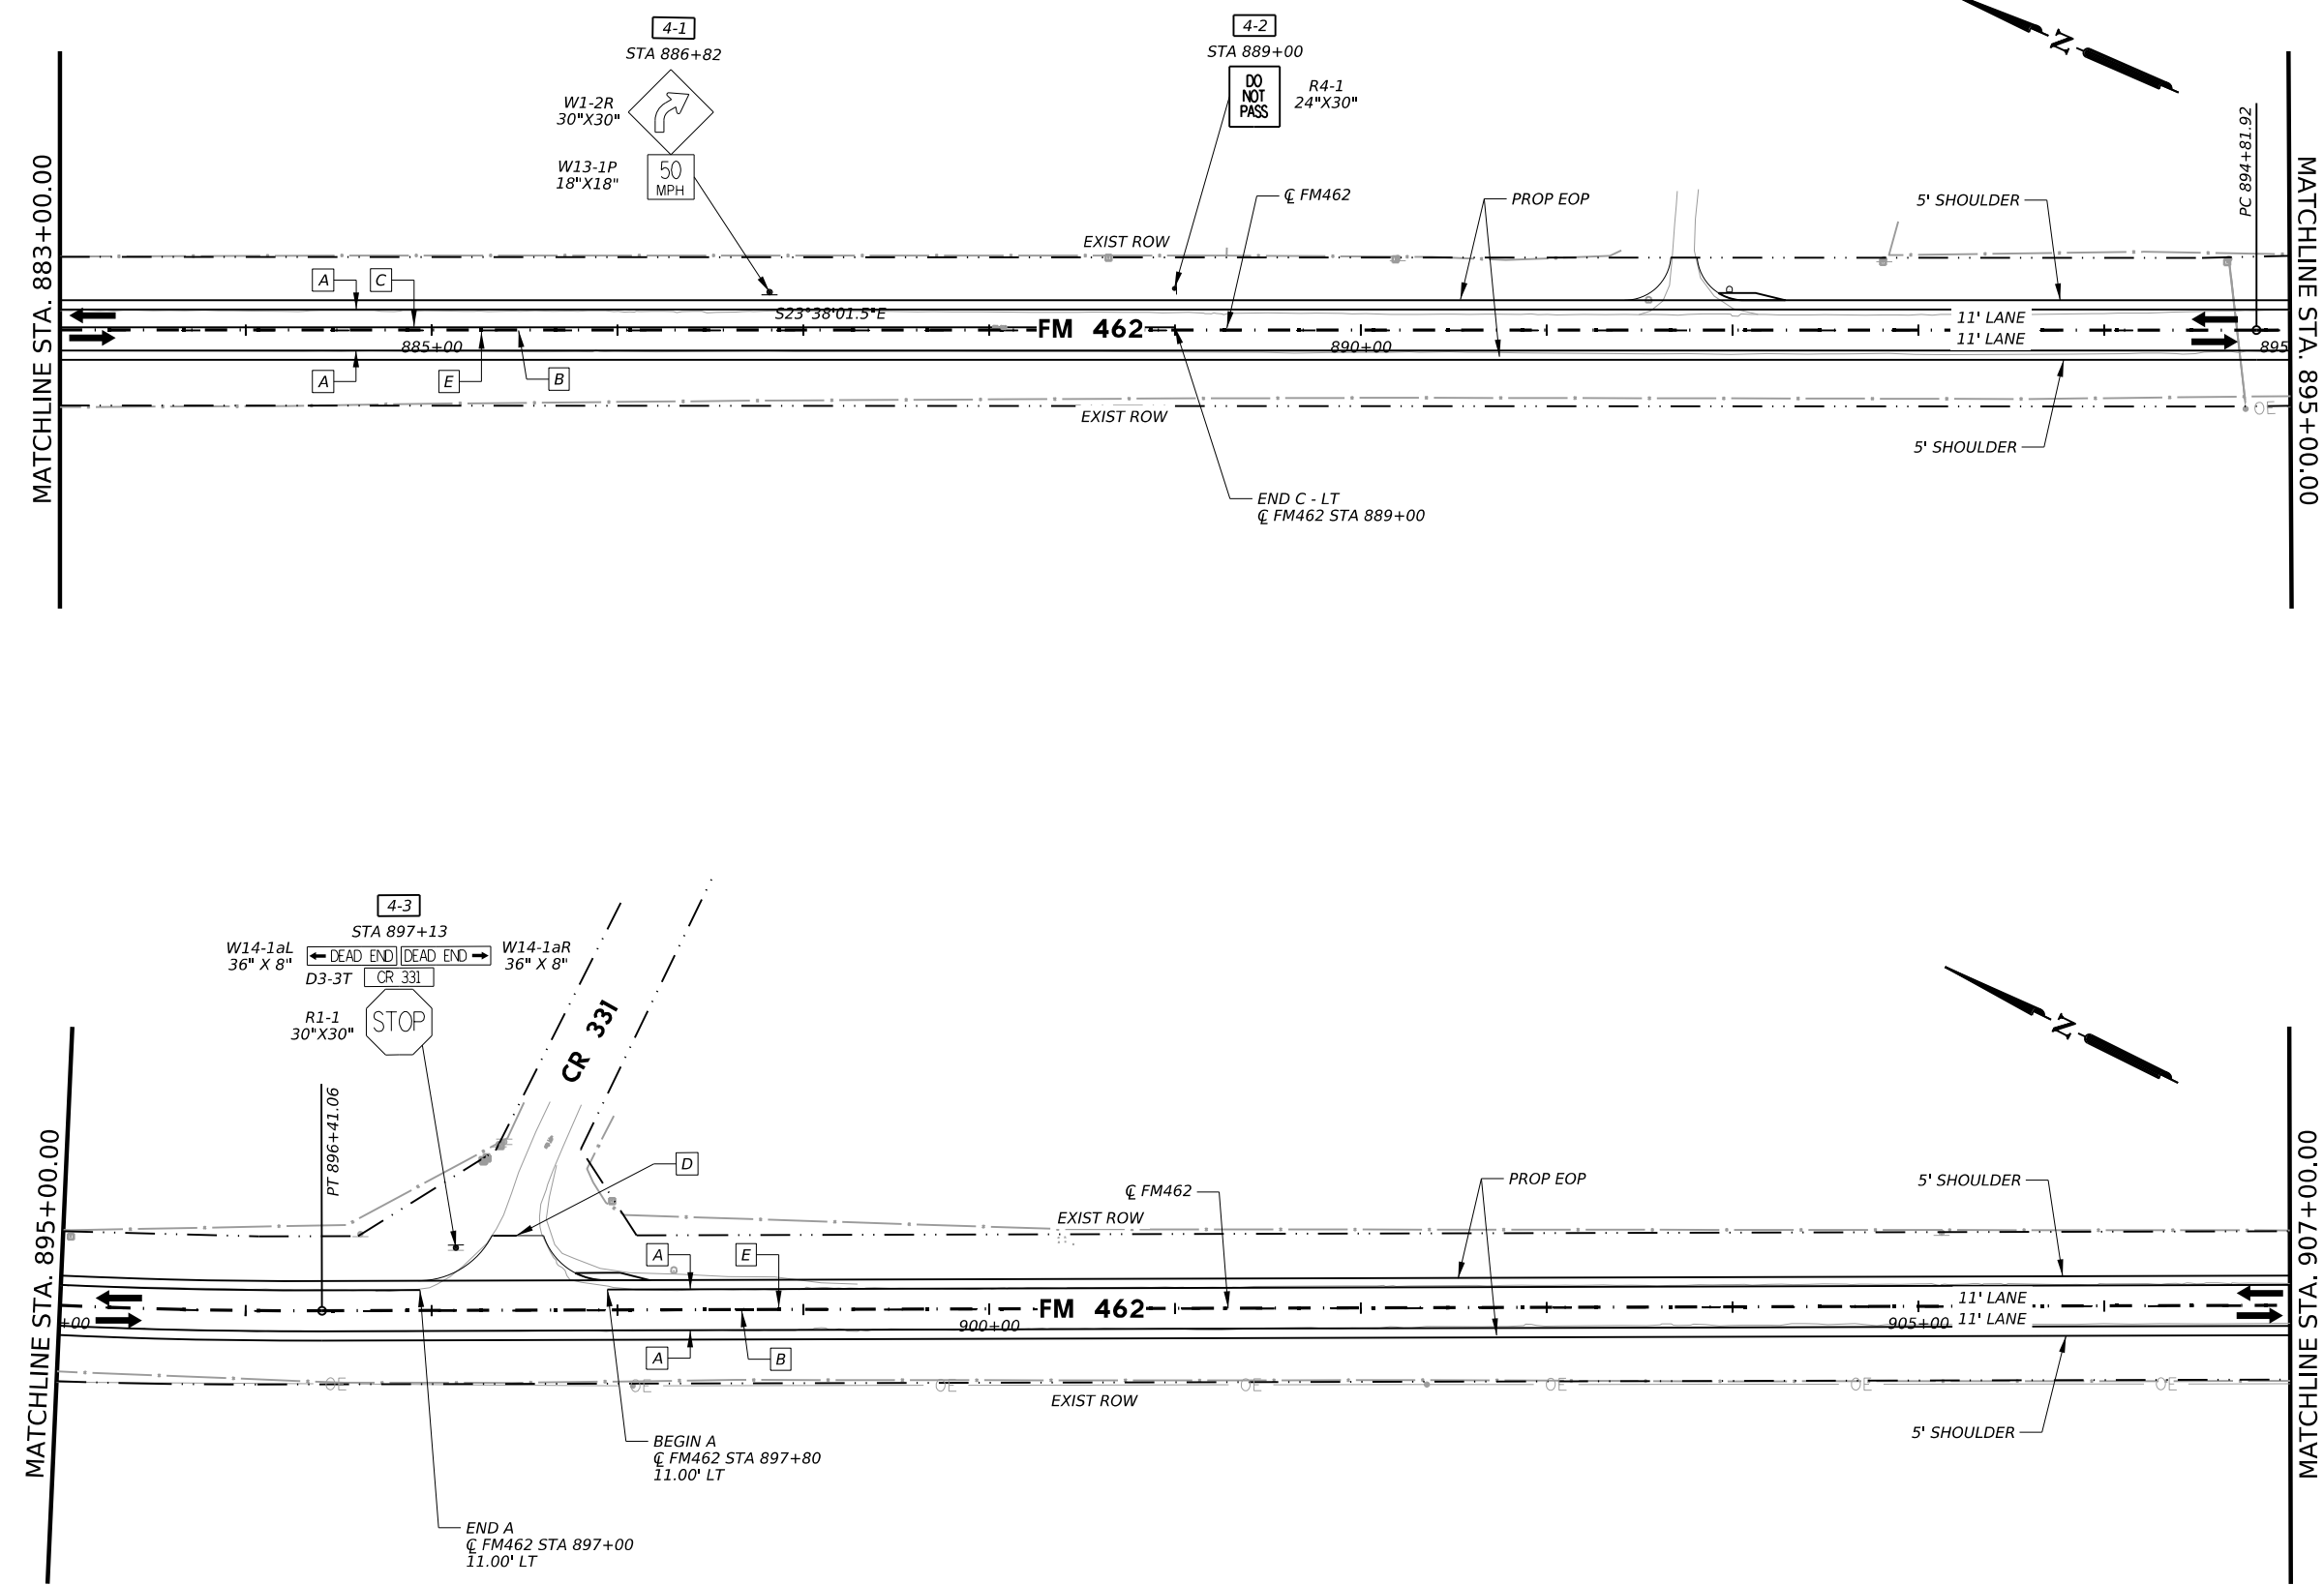 4-1
STA 886+82
W1-2R
30"X30"
W13-1P
18"X18"
50
MPH
4-2
STA 889+00
DO
NOT
PASS
R4-1
24"X30"
N
MATCHLINE STA. 883+00.00
MATCHLINE STA. 895+00.00
PC 894+81.92
℄ FM462
PROP EOP
5' SHOULDER
EXIST ROW
A
C
S23°38'01.5"E
FM 462
11' LANE
11' LANE
885+00
890+00
895
A
E
B
EXIST ROW
OE
5' SHOULDER
END C - LT
℄ FM462 STA 889+00
4-3
STA 897+13
W14-1aL
36" X 8"
DEAD END
DEAD END
W14-1aR
36" X 8"
D3-3T
CR 331
R1-1
30"X30"
STOP
CR 331
N
MATCHLINE STA. 895+00.00
MATCHLINE STA. 907+00.00
PT 896+41.06
D
℄ FM462
PROP EOP
5' SHOULDER
EXIST ROW
A
E
FM 462
11' LANE
11' LANE
+00
900+00
905+00
A
B
OE
OE
OE
OE
OE
OE
OE
EXIST ROW
5' SHOULDER
BEGIN A
℄ FM462 STA 897+80
11.00' LT
END A
℄ FM462 STA 897+00
11.00' LT